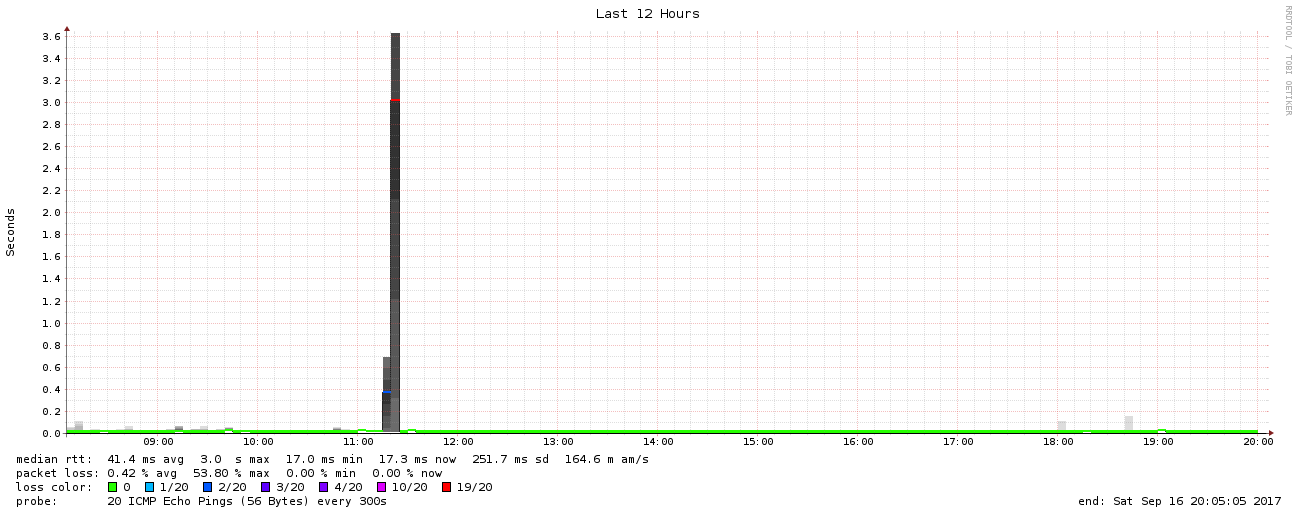 Last 12 Hours
RRDTOOL / TOBI OETIKER
Seconds
3.6
3.4
3.2
3.0
2.8
2.6
2.4
2.2
2.0
1.8
1.6
1.4
1.2
1.0
0.8
0.6
0.4
0.2
0.0
09:00 10:00 11:00 12:00 13:00 14:00 15:00 16:00 17:00 18:00 19:00 20:00
median rtt: 41.4 ms avg 3.0 s max 17.0 ms min 17.3 ms now 251.7 ms sd 164.6 m am/s
packet loss: 0.42 % avg 53.80 % max 0.00 % min 0.00 % now
loss color: 0 1/20 2/20 3/20 4/20 10/20 19/20
probe: 20 ICMP Echo Pings (56 Bytes) every 300s end: Sat Sep 16 20:05:05 2017